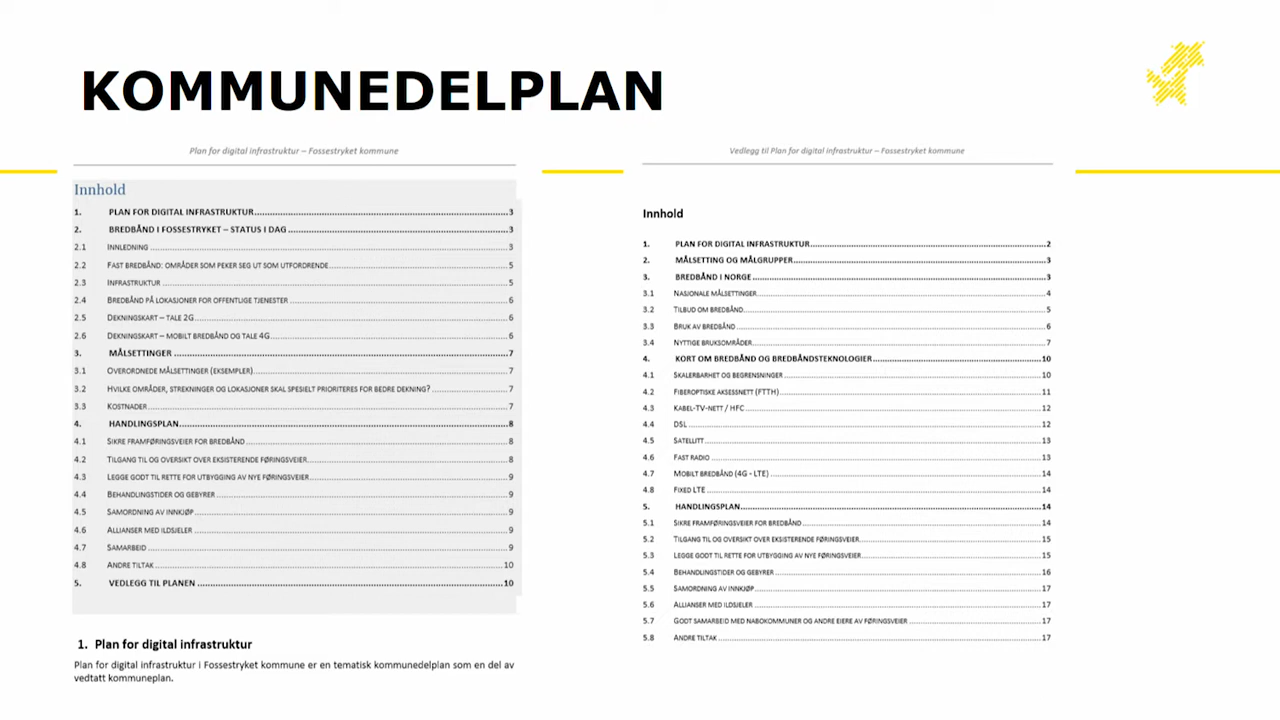 KOMMUNEDELPLAN
Plan for digital infrastruktur – Fossestryket kommune
Innhold
1. PLAN FOR DIGITAL INFRASTRUKTUR 3
2. BREDBÅND I FOSSESTRYKET – STATUS I DAG 3
2.1 INNLEDNING 3
2.2 FAST BREDBÅND: OMRÅDER SOM PEKER SEG UT SOM UTFORDRENDE 5
2.3 INFRASTRUKTUR 5
2.4 BREDBÅND PÅ LOKASJONER FOR OFFENTLIGE TJENESTER 6
2.5 DEKNINGSKART – TALE 2G 6
2.6 DEKNINGSKART – MOBILT BREDBÅND OG TALE 4G 6
3. MÅLSETTINGER 7
3.1 OVERORDNEDE MÅLSETTINGER (EKSEMPLER) 7
3.2 HVILKE OMRÅDER, STREKNINGER OG LOKASJONER SKAL SPESIELT PRIORITERES FOR BEDRE DEKNING? 7
3.3 KOSTNADER 7
4. HANDLINGSPLAN 8
4.1 SIKRE FRAMFØRINGSVEIER FOR BREDBÅND 8
4.2 TILGANG TIL OG OVERSIKT OVER EKSISTERENDE FØRINGSVEIER 8
4.3 LEGGE GODT TIL RETTE FOR UTBYGGING AV NYE FØRINGSVEIER 9
4.4 BEHANDLINGSTIDER OG GEBYRER 9
4.5 SAMORDNING AV INNKJØP 9
4.6 ALLIANSER MED ILDSJELER 9
4.7 SAMARBEID 9
4.8 ANDRE TILTAK 10
5. VEDLEGG TIL PLANEN 10
1. Plan for digital infrastruktur
Plan for digital infrastruktur i Fossestryket kommune er en tematisk kommunedelplan som en del av
vedtatt kommuneplan.
Vedlegg til Plan for digital infrastruktur – Fossestryket kommune
Innhold
1. PLAN FOR DIGITAL INFRASTRUKTUR 2
2. MÅLSETTING OG MÅLGRUPPER 3
3. BREDBÅND I NORGE 3
3.1 NASJONALE MÅLSETTINGER 4
3.2 TILBUD OM BREDBÅND 5
3.3 BRUK AV BREDBÅND 6
3.4 NYTTIGE BRUKSOMRÅDER 7
4. KORT OM BREDBÅND OG BREDBÅNDSTEKNOLOGIER 10
4.1 SKALERBARHET OG BEGRENSNINGER 10
4.2 FIBEROPTISKE AKSESSNETT (FTTH) 11
4.3 KABEL-TV-NETT / HFC 12
4.4 DSL 12
4.5 SATELLITT 13
4.6 FAST RADIO 13
4.7 MOBILT BREDBÅND (4G - LTE) 14
4.8 FIXED LTE 14
5. HANDLINGSPLAN 14
5.1 SIKRE FRAMFØRINGSVEIER FOR BREDBÅND 14
5.2 TILGANG TIL OG OVERSIKT OVER EKSISTERENDE FØRINGSVEIER 15
5.3 LEGGE GODT TIL RETTE FOR UTBYGGING AV NYE FØRINGSVEIER 15
5.4 BEHANDLINGSTIDER OG GEBYRER 16
5.5 SAMORDNING AV INNKJØP 17
5.6 ALLIANSER MED ILDSJELER 17
5.7 GODT SAMARBEID MED NABOKOMMUNER OG ANDRE EIERE AV FØRINGSVEIER 17
5.8 ANDRE TILTAK 17